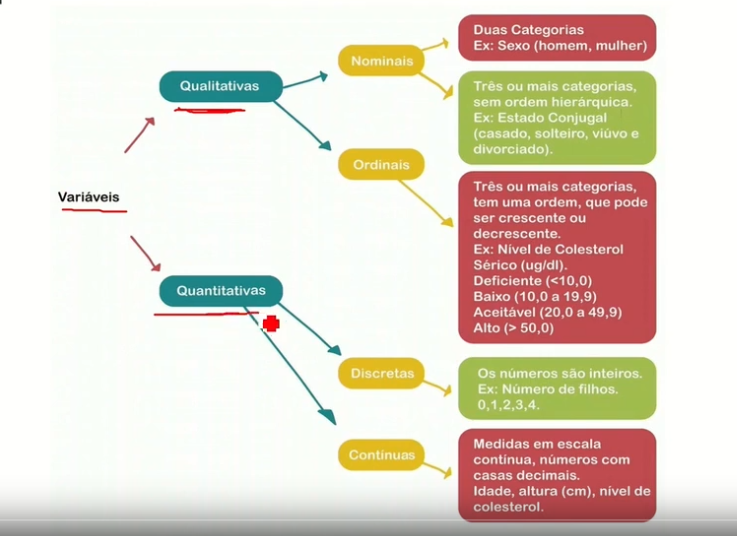 Variáveis
Qualitativas
Nominais
Duas Categorias
Ex: Sexo (homem, mulher)
Três ou mais categorias,
sem ordem hierárquica.
Ex: Estado Conjugal
(casado, solteiro, viúvo e
divorciado).
Ordinais
Três ou mais categorias,
tem uma ordem, que pode
ser crescente ou
decrescente.
Ex: Nível de Colesterol
Sérico (ug/dl).
Deficiente (<10,0)
Baixo (10,0 a 19,9)
Aceitável (20,0 a 49,9)
Alto (> 50,0)
Quantitativas
Discretas
Os números são inteiros.
Ex: Número de filhos.
0,1,2,3,4.
Contínuas
Medidas em escala
contínua, números com
casas decimais.
Idade, altura (cm), nível de
colesterol.